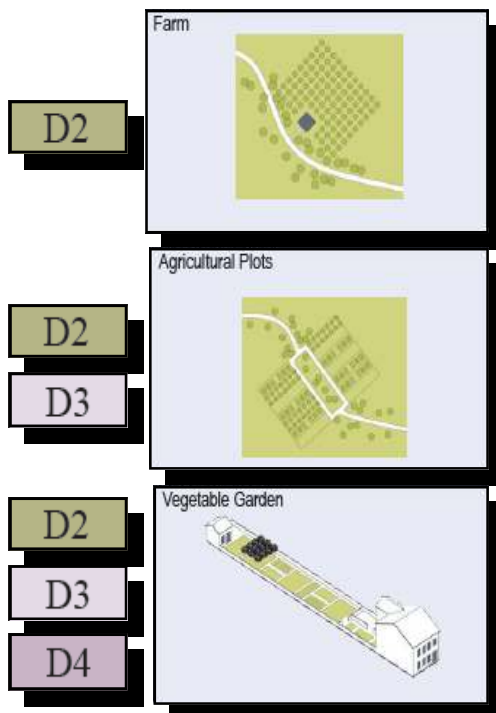 Farm
D2
Agricultural Plots
D2
D3
Vegetable Garden
D2
D3
D4